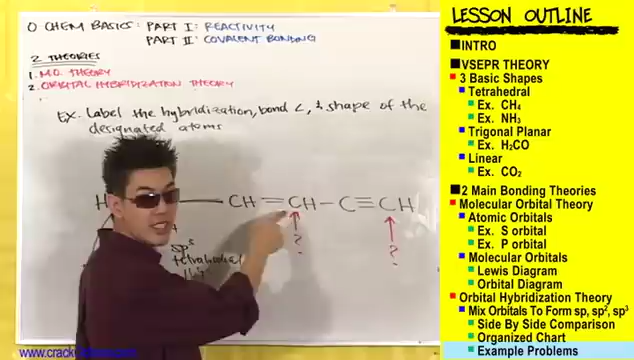 O CHEM BASICS: PART I: REACTIVITY
PART II: COVALENT BONDING
2 THEORIES
1. M.O. THEORY
2. ORBITAL HYBRIDIZATION THEORY
Ex. Label the hybridization, bond <, & shape of the
designated atoms
H CH = CH - C ≡ CH
? ?
tetrahedral
LESSON OUTLINE
INTRO
VSEPR THEORY
3 Basic Shapes
Tetrahedral
Ex. CH4
Ex. NH3
Trigonal Planar
Ex. H2CO
Linear
Ex. CO2
2 Main Bonding Theories
Molecular Orbital Theory
Atomic Orbitals
Ex. S orbital
Ex. P orbital
Molecular Orbitals
Lewis Diagram
Orbital Diagram
Orbital Hybridization Theory
Mix Orbitals To Form sp, sp², sp³
Side By Side Comparison
Organized Chart
Example Problems